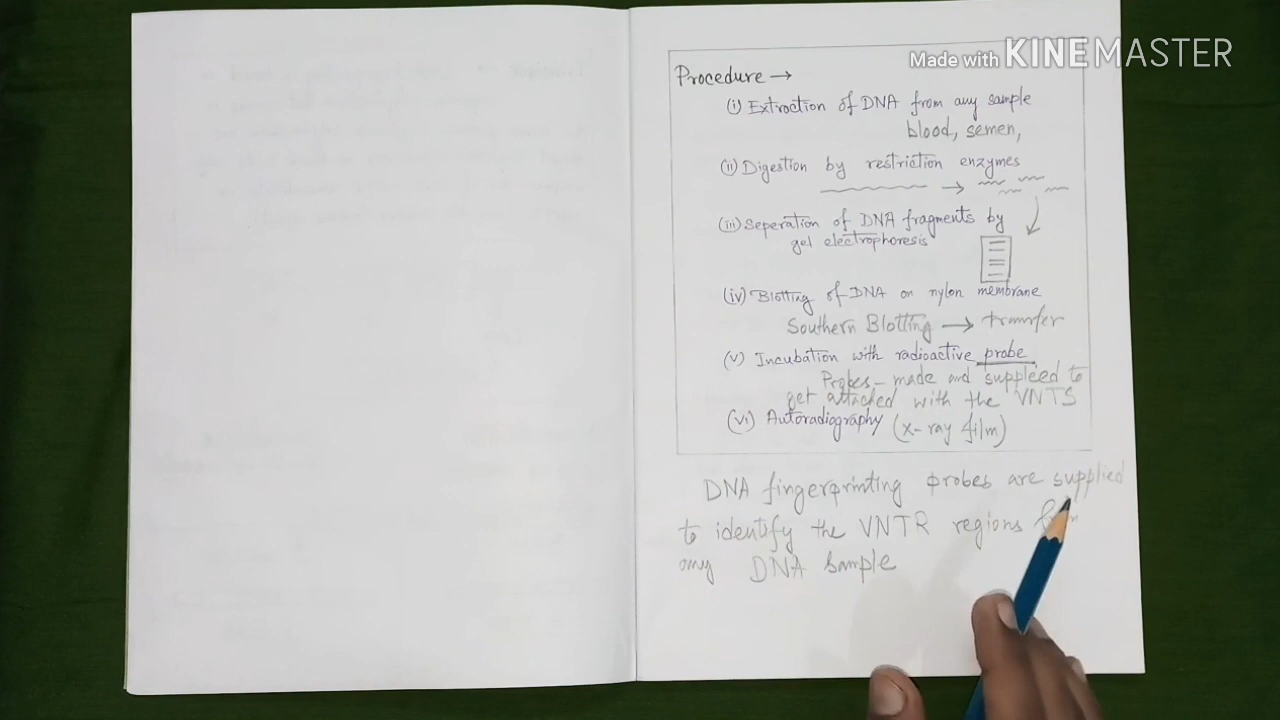 Made with KINEMASTER
Procedure →
(i) Extraction of DNA from any sample
blood, semen,
(ii) Digestion by restriction enzymes
(iii) Seperation of DNA fragments by
gel electrophoresis
(iv) Blotting of DNA on nylon membrane
Southern Blotting → transfer
(v) Incubation with radioactive probe
Probes - made and supplied to
get attached with the VNTS
(vi) Autoradiography (x-ray film)
DNA fingerprinting probes are supplied
to identify the VNTR regions
any DNA sample